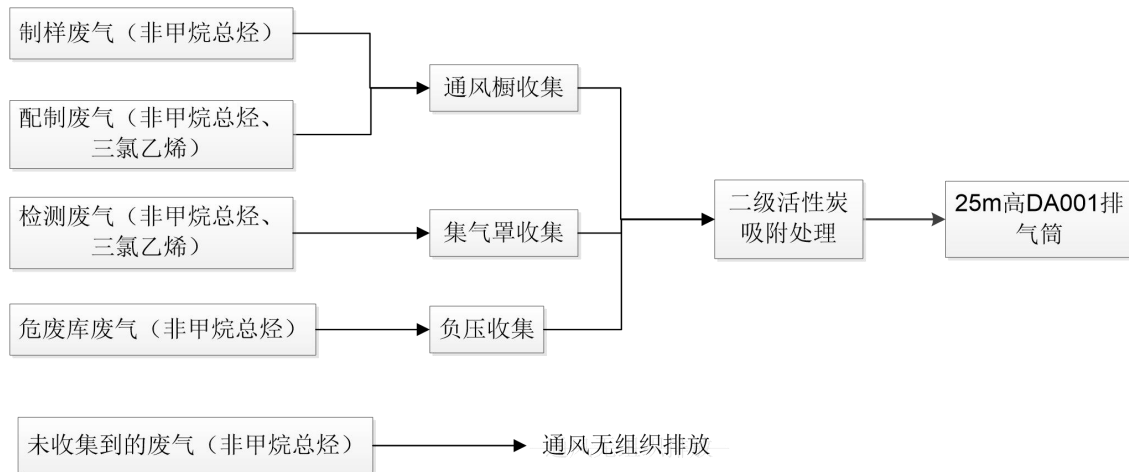 制样废气（非甲烷总烃）
配制废气（非甲烷总烃、
三氯乙烯）
通风橱收集
检测废气（非甲烷总烃、
三氯乙烯）
集气罩收集
危废库废气（非甲烷总烃）
负压收集
二级活性炭
吸附处理
25m高DA001排
气筒
未收集到的废气（非甲烷总烃）
通风无组织排放